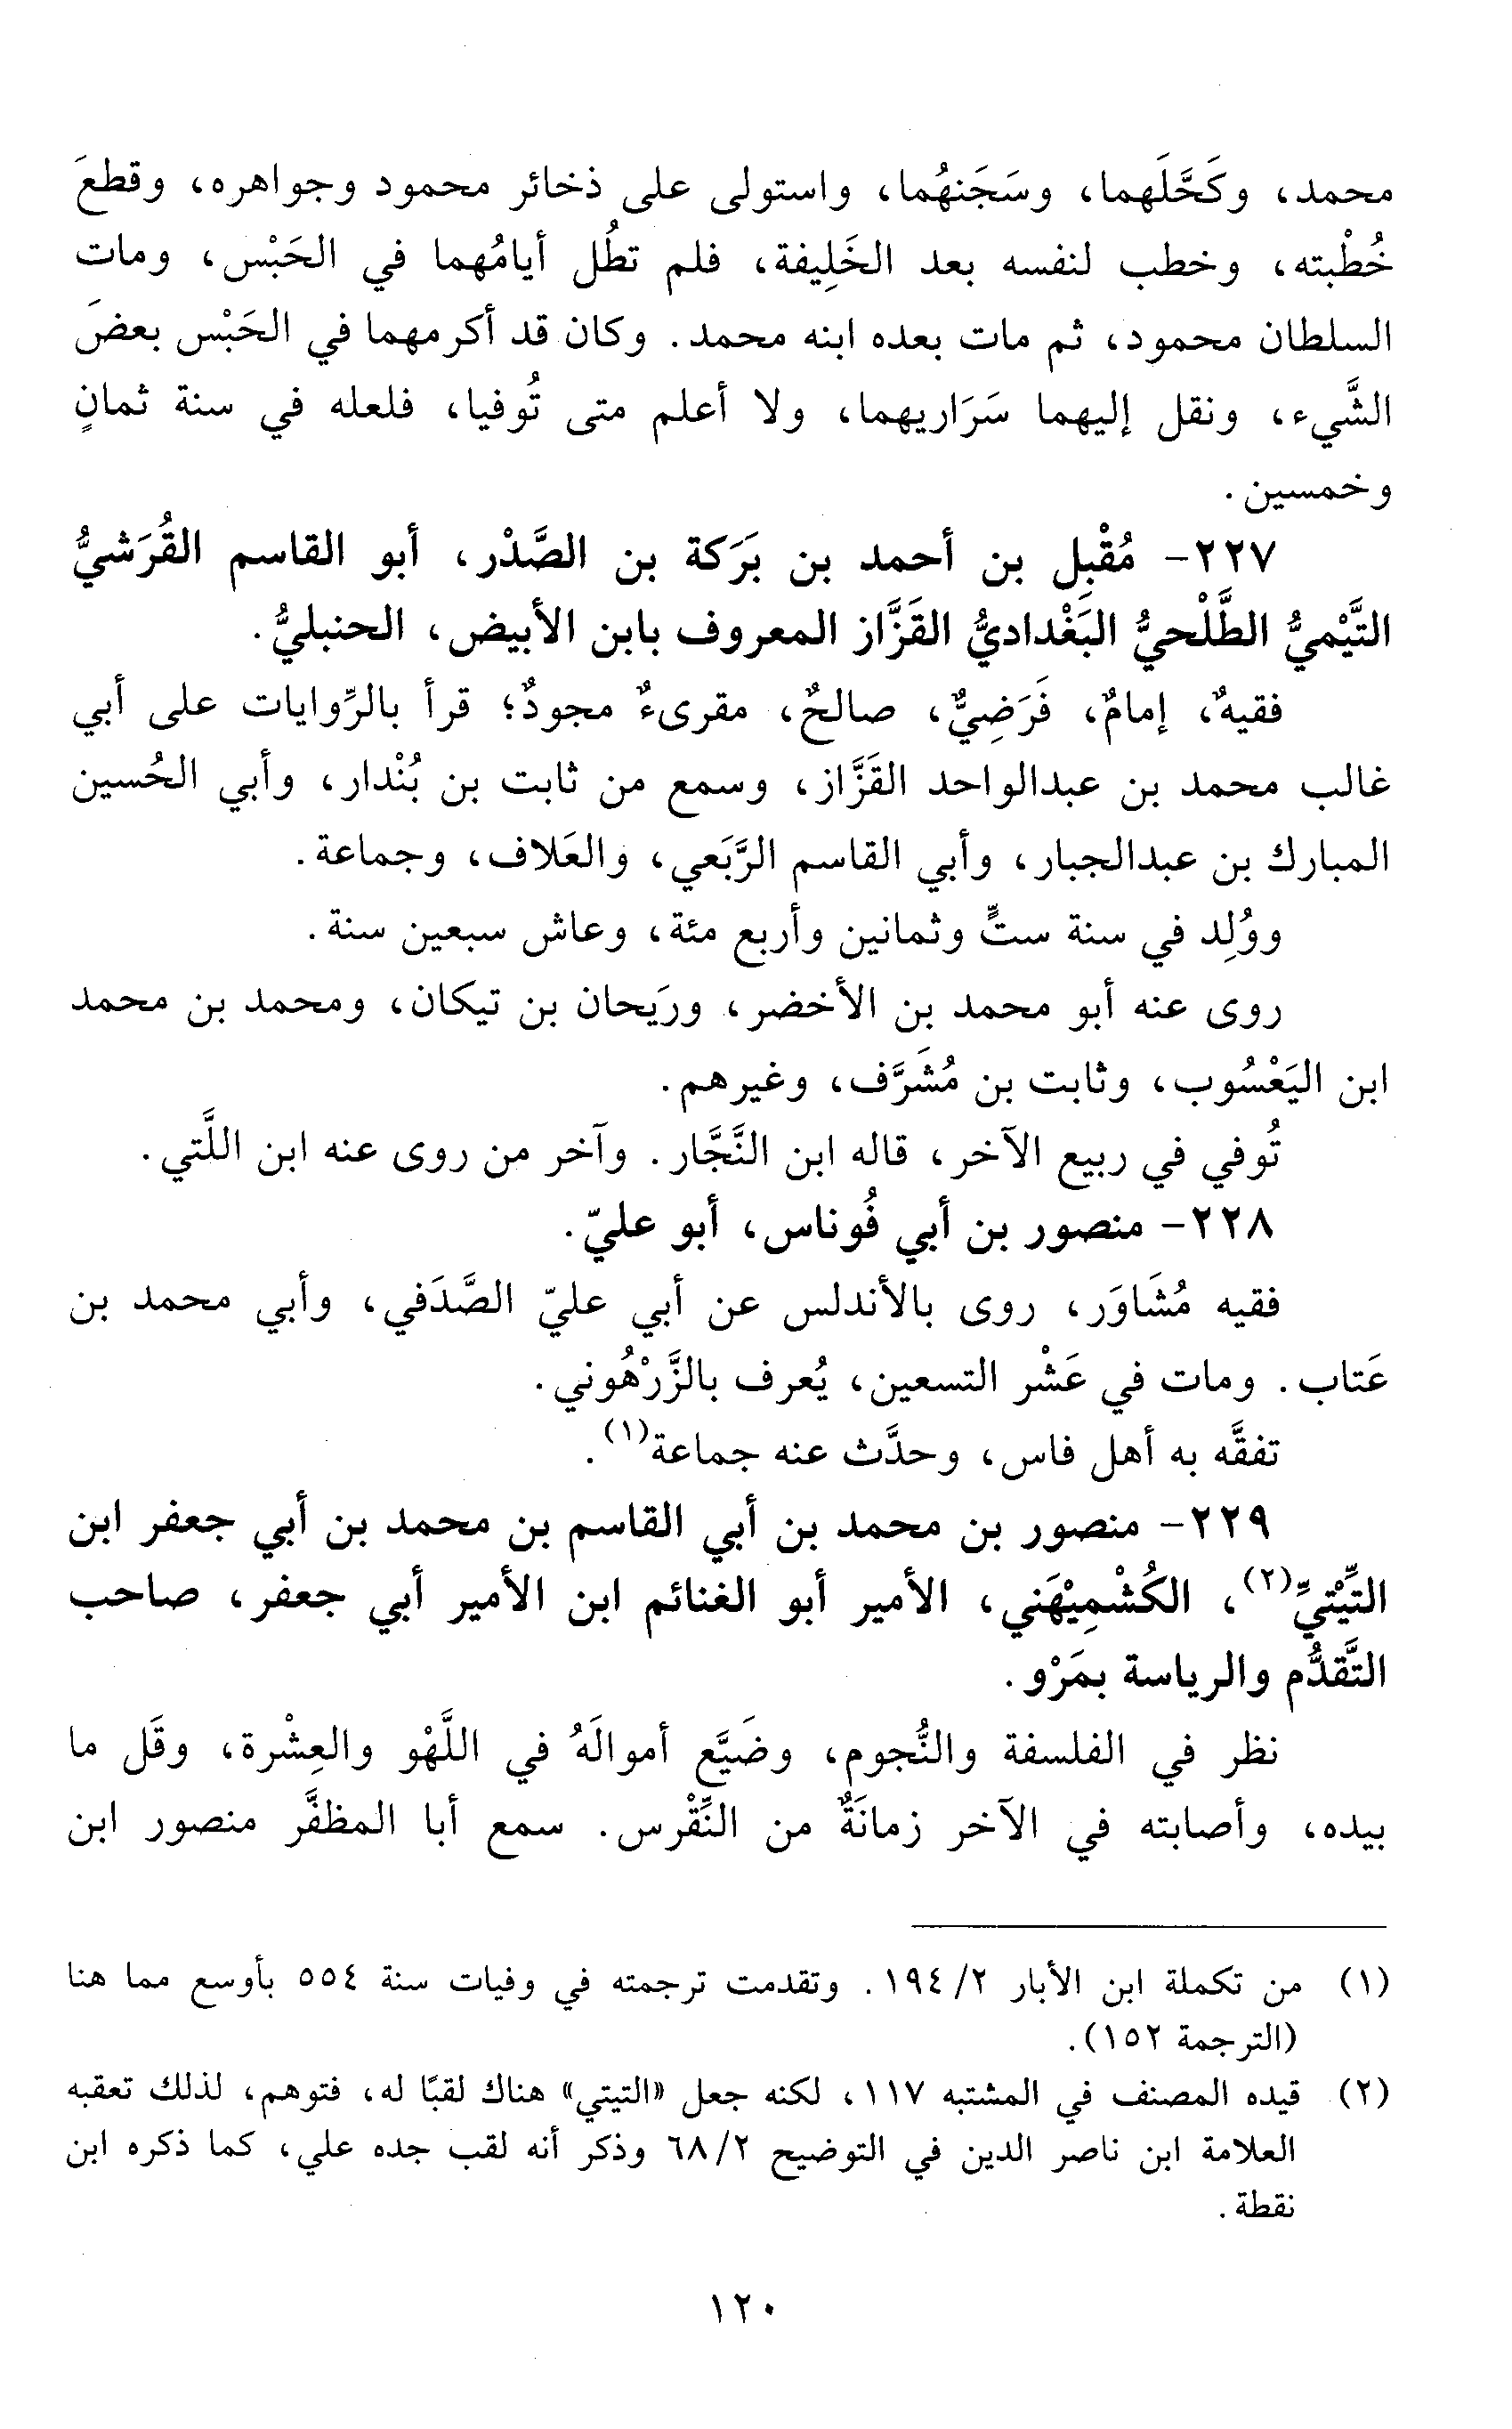 محمد، وكَحَّلَهما، وسَجَنهُما، واستولى على ذخائر محمود وجواهره، وقطعَ
خُطْبته، وخطب لنفسه بعد الخَلِيفة، فلم تطُل أيامُهما في الحَبْس، ومات
السلطان محمود، ثم مات بعده ابنه محمد. وكان قد أكرمهما في الحَبْس بعضَ
الشَّيء، ونقل إليهما سَرَاريهما، ولا أعلم متى تُوفيا، فلعله في سنة ثمانٍ
وخمسين.
٢٢٧- مُقْبِل بن أحمد بن بَرَكة بن الصَّدْر، أبو القاسم القُرَشيُّ
التَّيْميُّ الطَّلْحيُّ البَغْداديُّ القَزَّاز المعروف بابن الأبيض، الحنبليُّ.
فقيهٌ، إمامٌ، فَرَضِيٌّ، صالحٌ، مقرىءٌ مجودٌ؛ قرأ بالرِّوايات على أبي
غالب محمد بن عبدالواحد القَزَّاز، وسمع من ثابت بن بُنْدار، وأبي الحُسين
المبارك بن عبدالجبار، وأبي القاسم الرَّبَعي، والعَلاف، وجماعة.
ووُلِد في سنة ستٍّ وثمانين وأربع مئة، وعاش سبعين سنة.
روى عنه أبو محمد بن الأخضر، ورَيحان بن تيكان، ومحمد بن محمد
ابن اليَعْسُوب، وثابت بن مُشَرَّف، وغيرهم.
تُوفي في ربيع الآخر، قاله ابن النَّجَّار. وآخر من روى عنه ابن اللَّتي.
٢٢٨- منصور بن أبي فُوناس، أبو عليّ.
فقيه مُشَاوَر، روى بالأندلس عن أبي عليّ الصَّدَفي، وأبي محمد بن
عَتاب. ومات في عَشْر التسعين، يُعرف بالزَّرْهُوني.
تفقَّه به أهل فاس، وحدَّث عنه جماعة(١).
٢٢٩- منصور بن محمد بن أبي القاسم بن محمد بن أبي جعفر ابن
التِّيْتيِّ(٢)، الكُشْمِيْهَني، الأمير أبو الغنائم ابن الأمير أبي جعفر، صاحب
التَّقدُّم والرياسة بمَرْو.
نظر في الفلسفة والنُّجوم، وضَيَّع أموالَهُ في اللَّهْو والعِشْرة، وقَل ما
بيده، وأصابته في الآخر زمانَةٌ من النِّقْرس. سمع أبا المظفَّر منصور ابن
(١) من تكملة ابن الأبار ٢/ ١٩٤. وتقدمت ترجمته في وفيات سنة ٥٥٤ بأوسع مما هنا
(الترجمة ١٥٢).
(٢) قيده المصنف في المشتبه ١١٧، لكنه جعل «التيتي» هناك لقبًا له، فتوهم، لذلك تعقبه
العلامة ابن ناصر الدين في التوضيح ٢/ ٦٨ وذكر أنه لقب جده علي، كما ذكره ابن
نقطة.
١٢٠